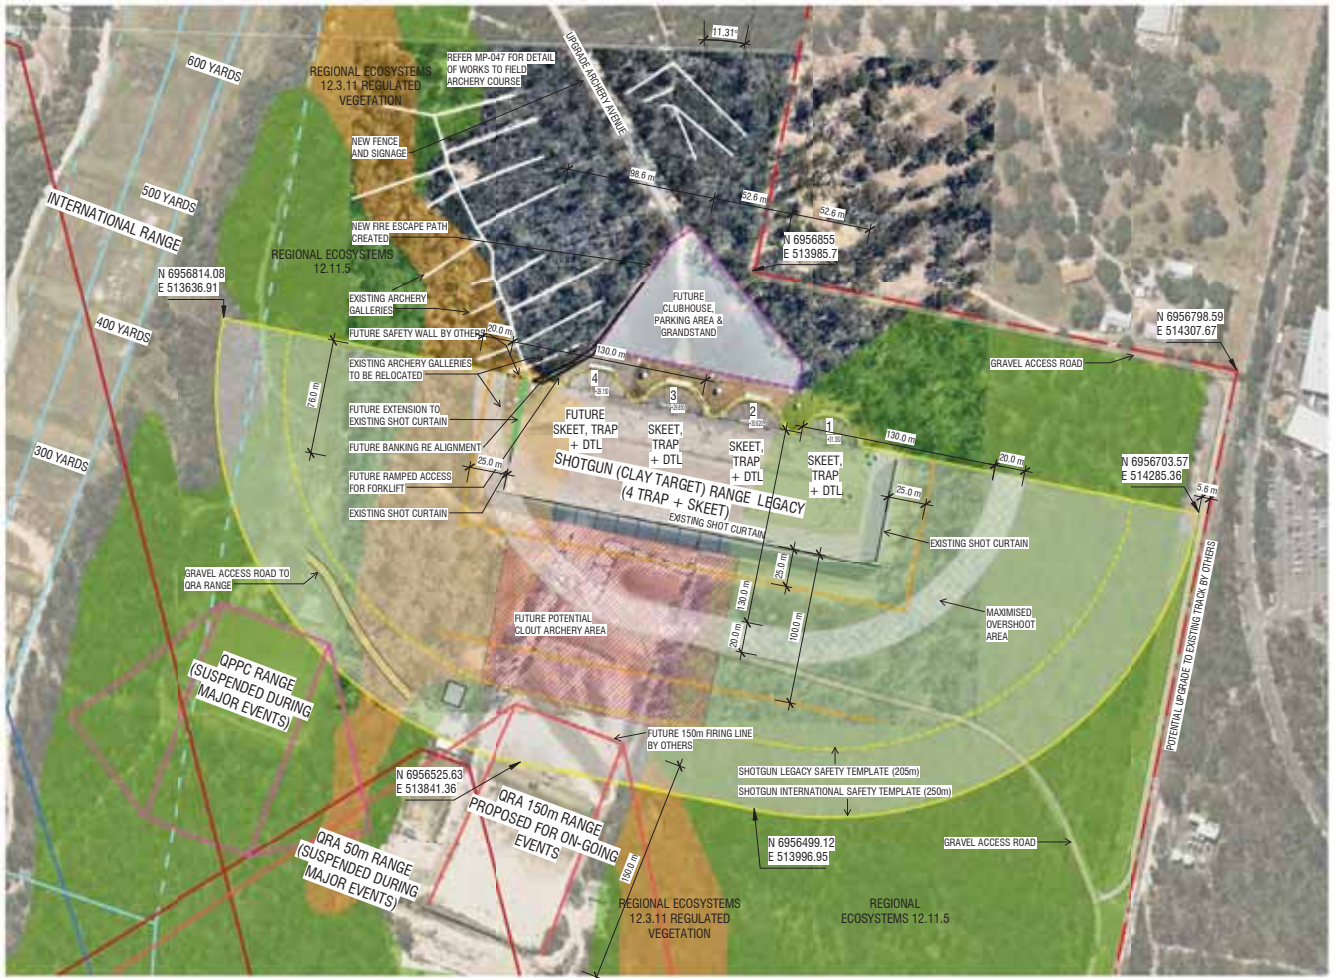 11.31°
600 YARDS
REGIONAL ECOSYSTEMS
12.3.11 REGULATED
VEGETATION
REFER MP-047 FOR DETAIL
OF WORKS TO FIELD
ARCHERY COURSE
UPGRADE ARCHERY AVENUE
NEW FENCE
AND SIGNAGE
98.6 m
52.6 m
52.6 m
500 YARDS
INTERNATIONAL RANGE
NEW FIRE ESCAPE PATH
CREATED
REGIONAL ECOSYSTEMS
12.11.5
N 6956855
E 513985.7
N 6956814.08
E 513636.91
EXISTING ARCHERY
GALLERIES
FUTURE
CLUBHOUSE,
PARKING AREA &
GRANDSTAND
N 6956798.59
E 514307.67
400 YARDS
FUTURE SAFETY WALL BY OTHERS
20.0 m
130.0 m
GRAVEL ACCESS ROAD
EXISTING ARCHERY GALLERIES
TO BE RELOCATED
76.0 m
4
3
2
1
FUTURE EXTENSION TO
EXISTING SHOT CURTAIN
FUTURE
SKEET, TRAP
+ DTL
SKEET,
TRAP
+ DTL
SKEET,
TRAP
+ DTL
SKEET,
TRAP
+ DTL
130.0 m
20.0 m
300 YARDS
FUTURE BANKING RE ALIGNMENT
25.0 m
SHOTGUN (CLAY TARGET) RANGE LEGACY
(4 TRAP + SKEET)
N 6956703.57
E 514285.36
FUTURE RAMPED ACCESS
FOR FORKLIFT
25.0 m
5.6 m
EXISTING SHOT CURTAIN
EXISTING SHOT CURTAIN
EXISTING SHOT CURTAIN
GRAVEL ACCESS ROAD TO
QRA RANGE
25.0 m
130.0 m
20.0 m
100.0 m
FUTURE POTENTIAL
CLOUT ARCHERY AREA
MAXIMISED
OVERSHOOT
AREA
POTENTIAL UPGRADE TO EXISTING TRACK BY OTHERS
QPPC RANGE
(SUSPENDED DURING
MAJOR EVENTS)
FUTURE 150m FIRING LINE
BY OTHERS
SHOTGUN LEGACY SAFETY TEMPLATE (205m)
SHOTGUN INTERNATIONAL SAFETY TEMPLATE (250m)
N 6956525.63
E 513841.36
QRA 150m RANGE
PROPOSED FOR ON-GOING
EVENTS
QRA 50m RANGE
(SUSPENDED DURING
MAJOR EVENTS)
N 6956499.12
E 513996.95
GRAVEL ACCESS ROAD
150.0 m
REGIONAL ECOSYSTEMS
12.3.11 REGULATED
VEGETATION
REGIONAL
ECOSYSTEMS 12.11.5